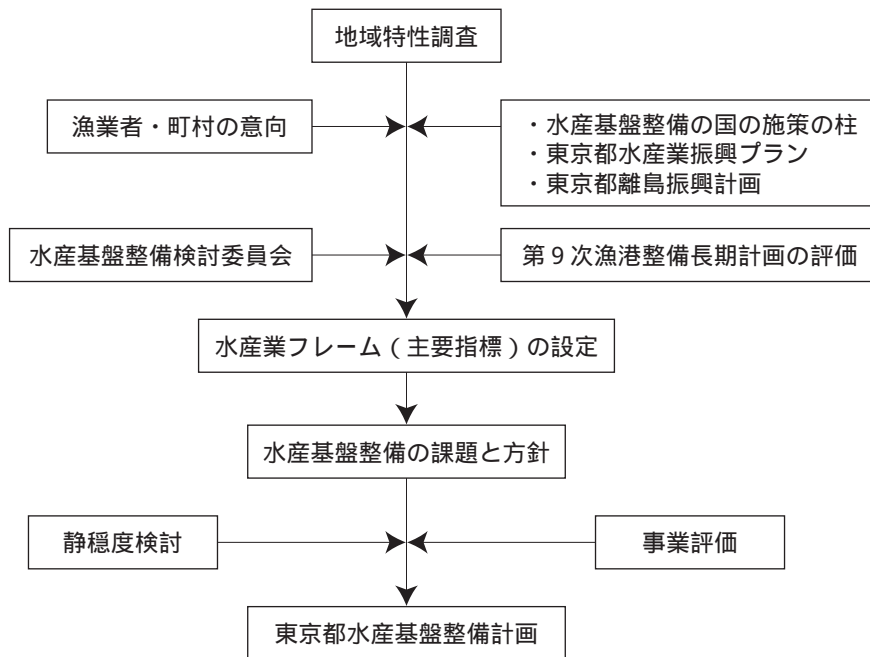 地域特性調査
漁業者・町村の意向
・水産基盤整備の国の施策の柱
・東京都水産業振興プラン
・東京都離島振興計画
水産基盤整備検討委員会
第９次漁港整備長期計画の評価
水産業フレーム（主要指標）の設定
水産基盤整備の課題と方針
静穏度検討
事業評価
東京都水産基盤整備計画